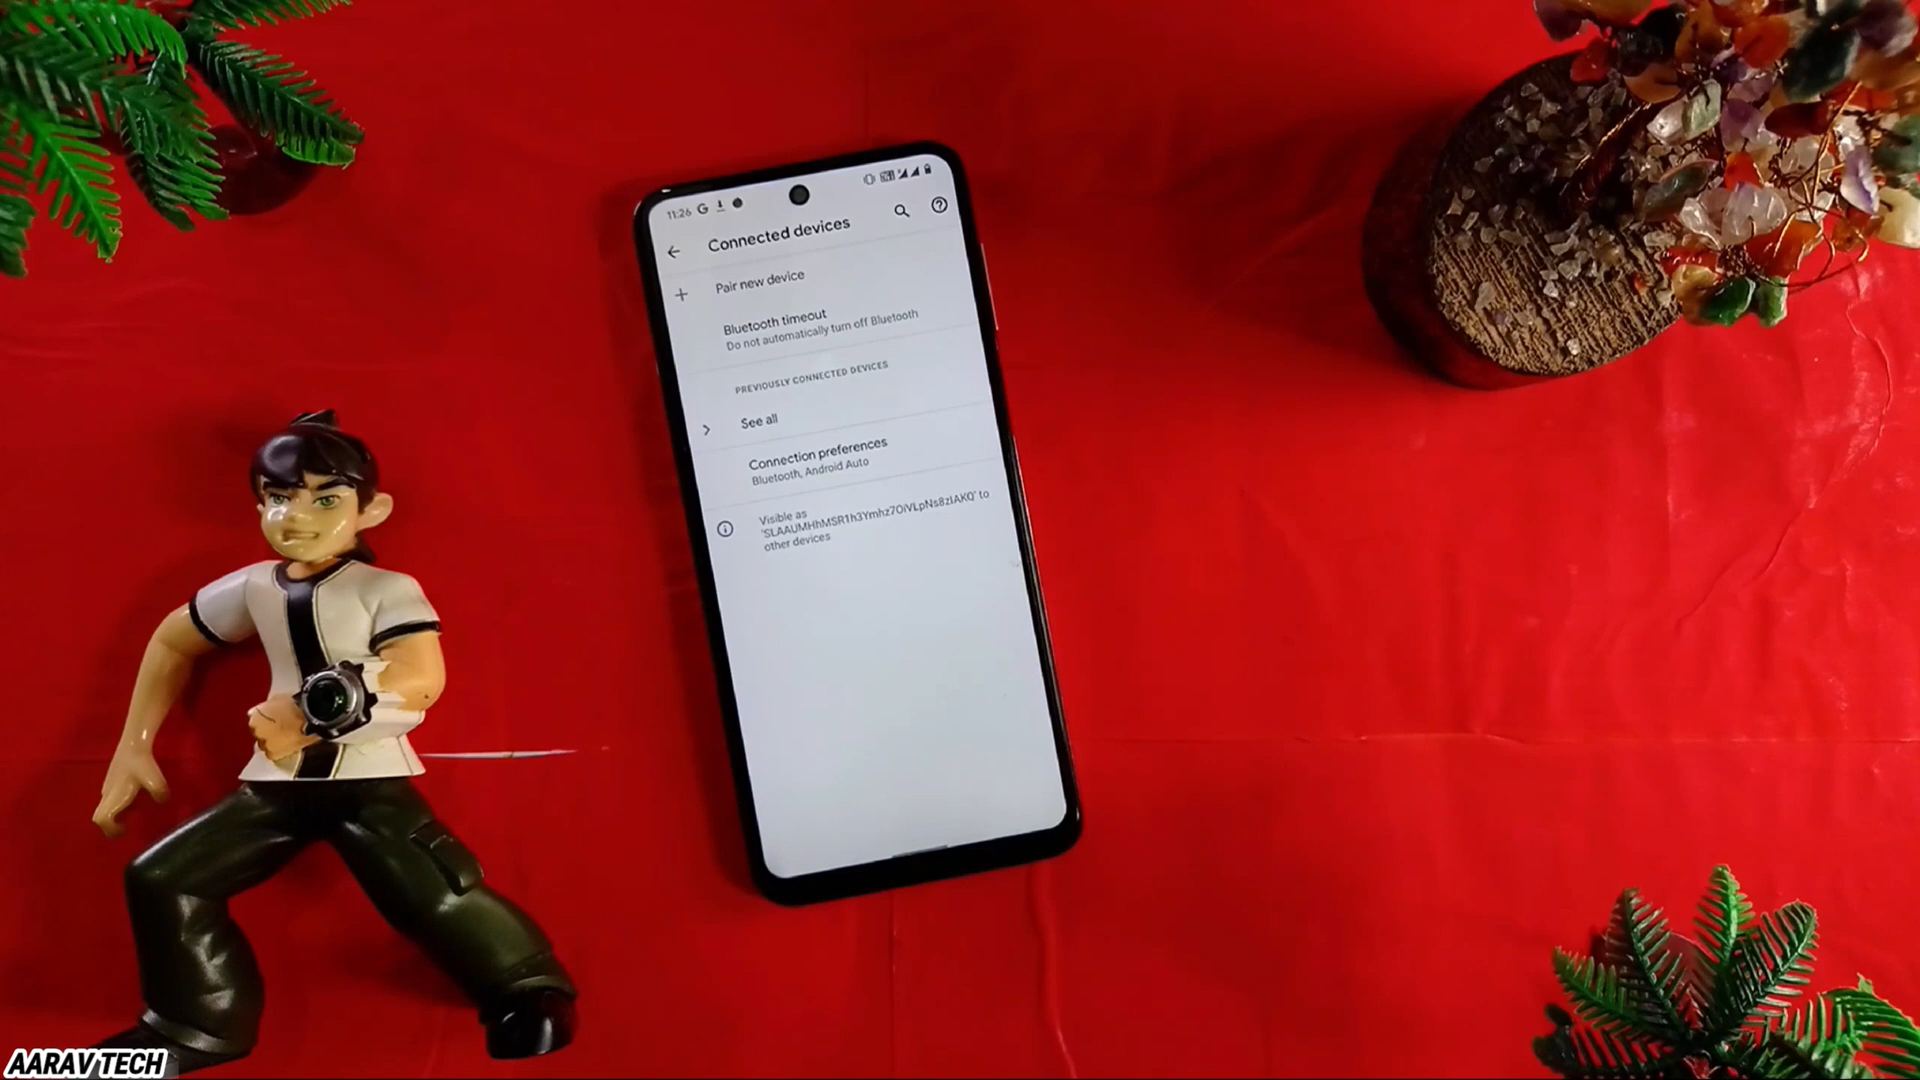 11:26
Connected devices
Pair new device
Bluetooth timeout
Do not automatically turn off Bluetooth
PREVIOUSLY CONNECTED DEVICES
See all
Connection preferences
Bluetooth, Android Auto
Visible as
'SLAAUMHhMSR1h3Ymhz7OiVLpNs8zIAKQ' to
other devices
AARAV TECH